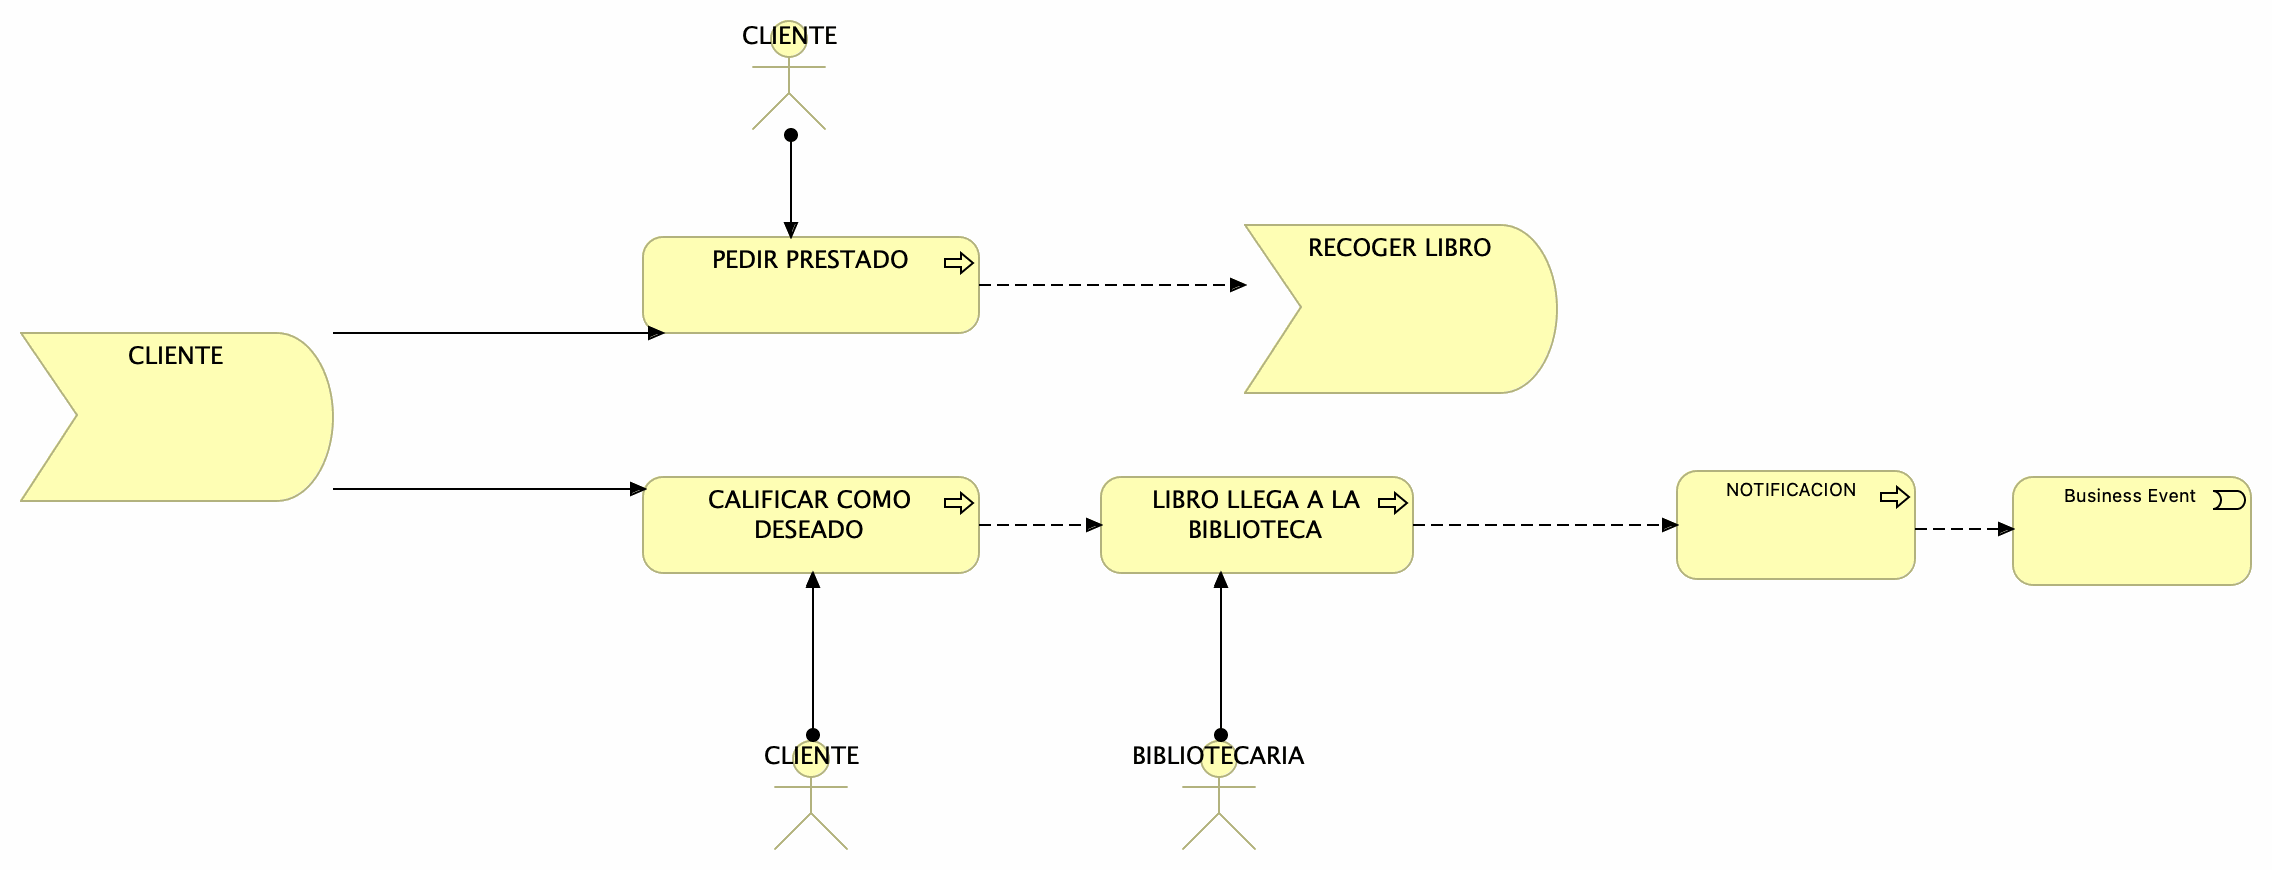 CLIENTE
PEDIR PRESTADO
RECOGER LIBRO
CLIENTE
CALIFICAR COMO
DESEADO
LIBRO LLEGA A LA
BIBLIOTECA
NOTIFICACION
Business Event
CLIENTE
BIBLIOTECARIA